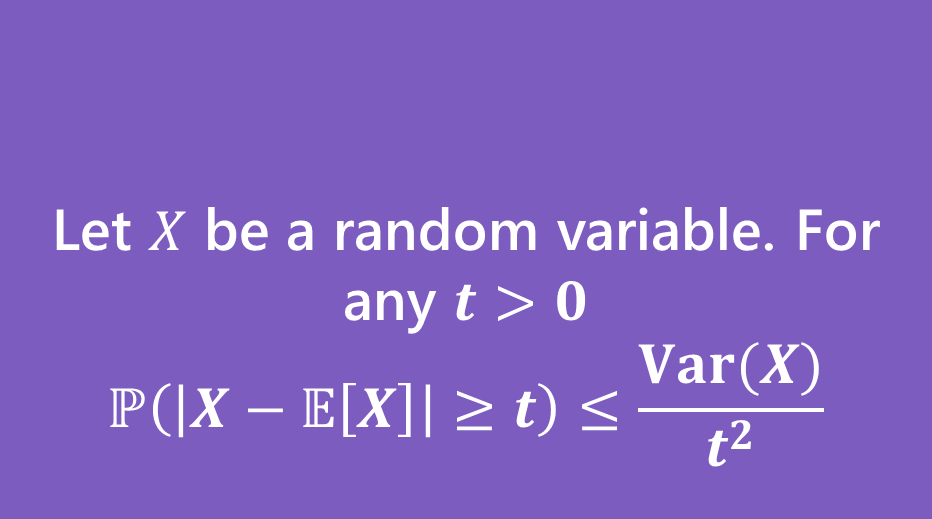 Let X be a random variable. For
any t > 0
ℙ(|X − 𝔼[X]| ≥ t) ≤ Var(X)/t²